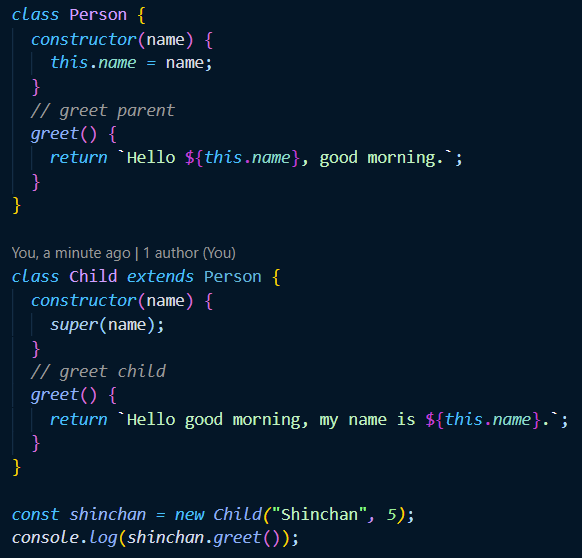 class Person {
  constructor(name) {
    this.name = name;
  }
  // greet parent
  greet() {
    return `Hello ${this.name}, good morning.`;
  }
}
You, a minute ago | 1 author (You)
class Child extends Person {
  constructor(name) {
    super(name);
  }
  // greet child
  greet() {
    return `Hello good morning, my name is ${this.name}.`;
  }
}
const shinchan = new Child("Shinchan", 5);
console.log(shinchan.greet());